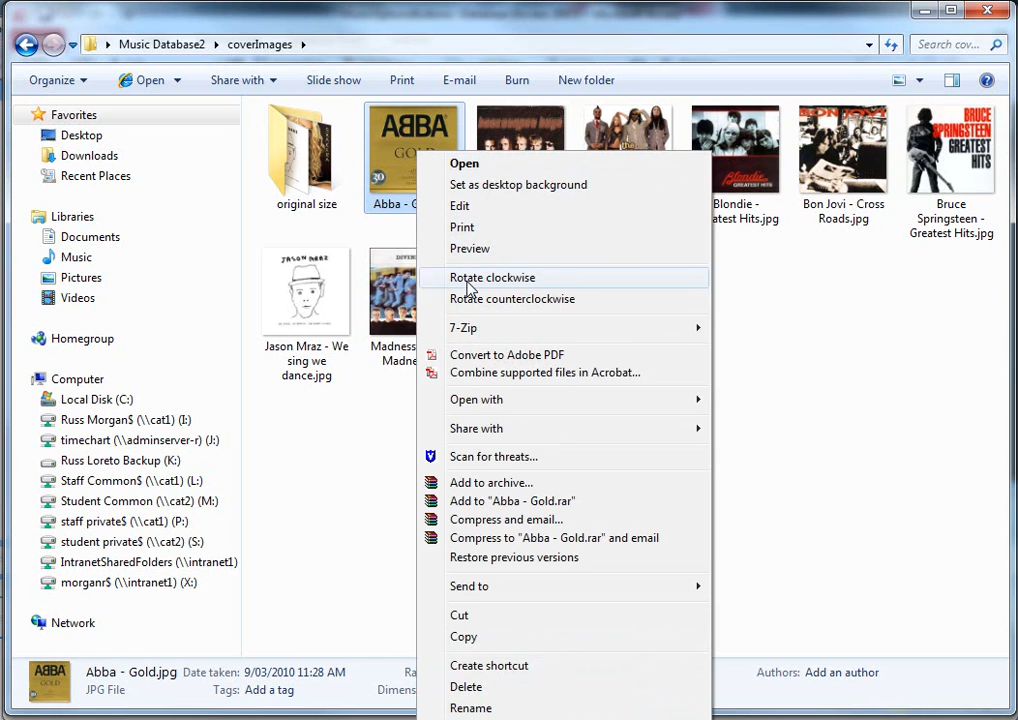 Music Database2
coverImages
Search cov...
Organize
Open
Share with
Slide show
Print
E-mail
Burn
New folder
Favorites
Desktop
Downloads
Recent Places
Libraries
Documents
Music
Pictures
Videos
Homegroup
Computer
Local Disk (C:)
Russ Morgan$ (\\cat1) (I:)
timechart (\\adminserver-r) (J:)
Russ Loreto Backup (K:)
Staff Common$ (\\cat1) (L:)
Student Common (\\cat2) (M:)
staff private$ (\\cat1) (P:)
student private$ (\\cat2) (S:)
IntranetSharedFolders (\\intranet1)
morganr$ (\\intranet1) (X:)
Network
original size
ABBA
GOLD
Abba - G
Blondie
GREATEST HITS
Blondie -
atest Hits.jpg
BON JOVI
Bon Jovi - Cross
Roads.jpg
BRUCE
SPRINGSTEEN
GREATEST
HITS
Bruce
Springsteen -
Greatest Hits.jpg
JASON MRAZ
Jason Mraz - We
sing we
dance.jpg
Madness
Madne
Open
Set as desktop background
Edit
Print
Preview
Rotate clockwise
Rotate counterclockwise
7-Zip
Convert to Adobe PDF
Combine supported files in Acrobat...
Open with
Share with
Scan for threats...
Add to archive...
Add to "Abba - Gold.rar"
Compress and email...
Compress to "Abba - Gold.rar" and email
Restore previous versions
Send to
Cut
Copy
Create shortcut
Delete
Rename
ABBA
Abba - Gold.jpg
JPG File
Date taken: 9/03/2010 11:28 AM
Tags: Add a tag
Ra
Dimens
Authors: Add an author